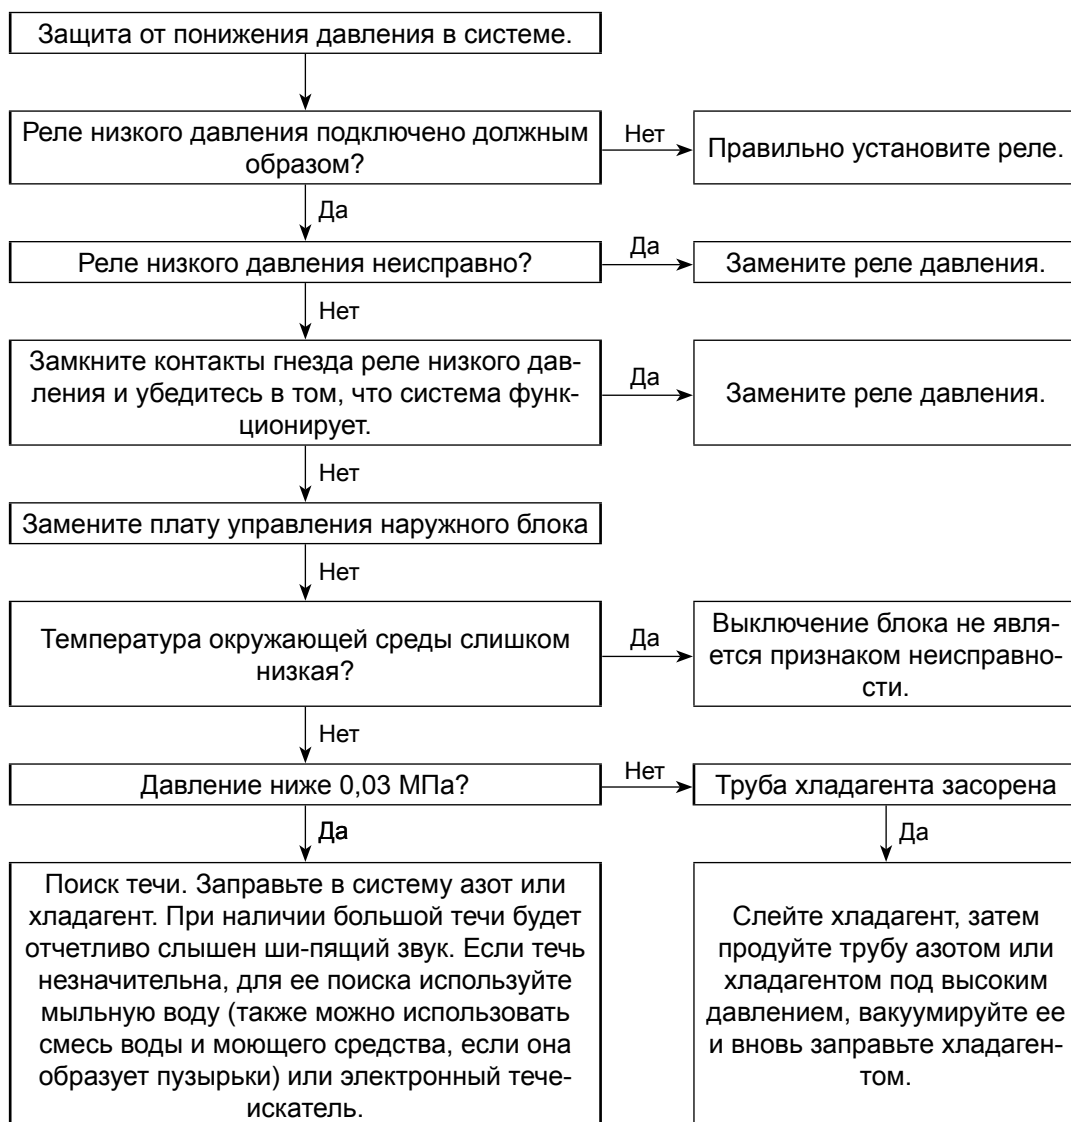 Защита от понижения давления в системе.
Реле низкого давления подключено должным
образом?
Нет
Правильно установите реле.
Да
Реле низкого давления неисправно?
Да
Замените реле давления.
Нет
Замкните контакты гнезда реле низкого дав-
ления и убедитесь в том, что система функ-
ционирует.
Да
Замените реле давления.
Нет
Замените плату управления наружного блока
Нет
Температура окружающей среды слишком
низкая?
Да
Выключение блока не явля-
ется признаком неисправно-
сти.
Нет
Давление ниже 0,03 МПа?
Нет
Труба хладагента засорена
Да
Поиск течи. Заправьте в систему азот или
хладагент. При наличии большой течи будет
отчетливо слышен ши-пящий звук. Если течь
незначительна, для ее поиска используйте
мыльную воду (также можно использовать
смесь воды и моющего средства, если она
образует пузырьки) или электронный тече-
искатель.
Да
Слейте хладагент, затем
продуйте трубу азотом или
хладагентом под высоким
давлением, вакуумируйте ее
и вновь заправьте хладаген-
том.